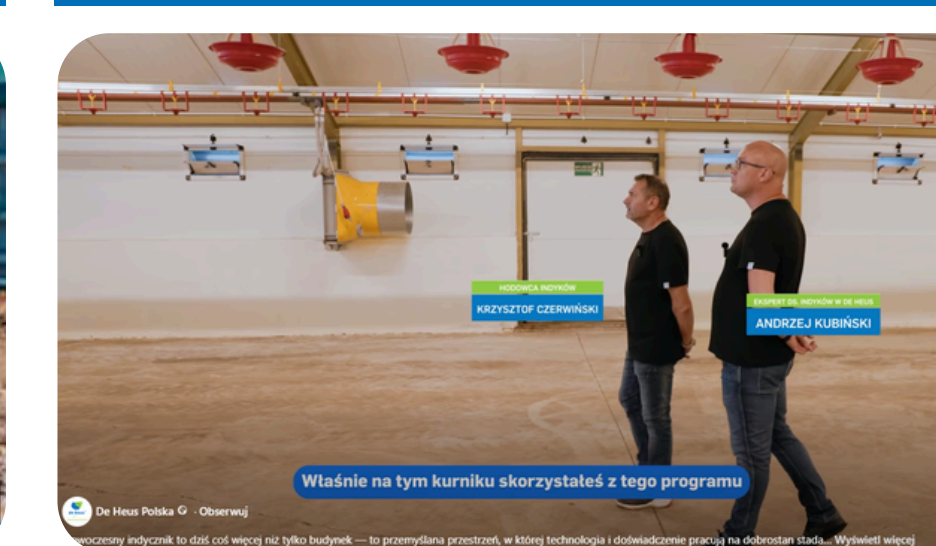 HODOWCA INDYKÓW
KRZYSZTOF CZERWIŃSKI
EKSPERT DS. INDYKÓW W DE HEUS
ANDRZEJ KUBIŃSKI
Właśnie na tym kurniku skorzystałeś z tego programu
De Heus Polska · Obserwuj
woczesny indycznik to dziś coś więcej niż tylko budynek — to przemyślana przestrzeń, w której technologia i doświadczenie pracują na dobrostan stada... Wyświetl więcej